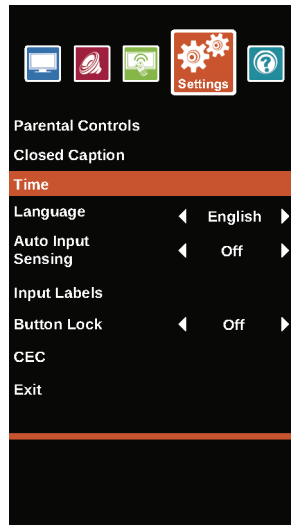 Settings
Parental Controls
Closed Caption
Time
Language English
Auto Input
Sensing Off
Input Labels
Button Lock Off
CEC
Exit